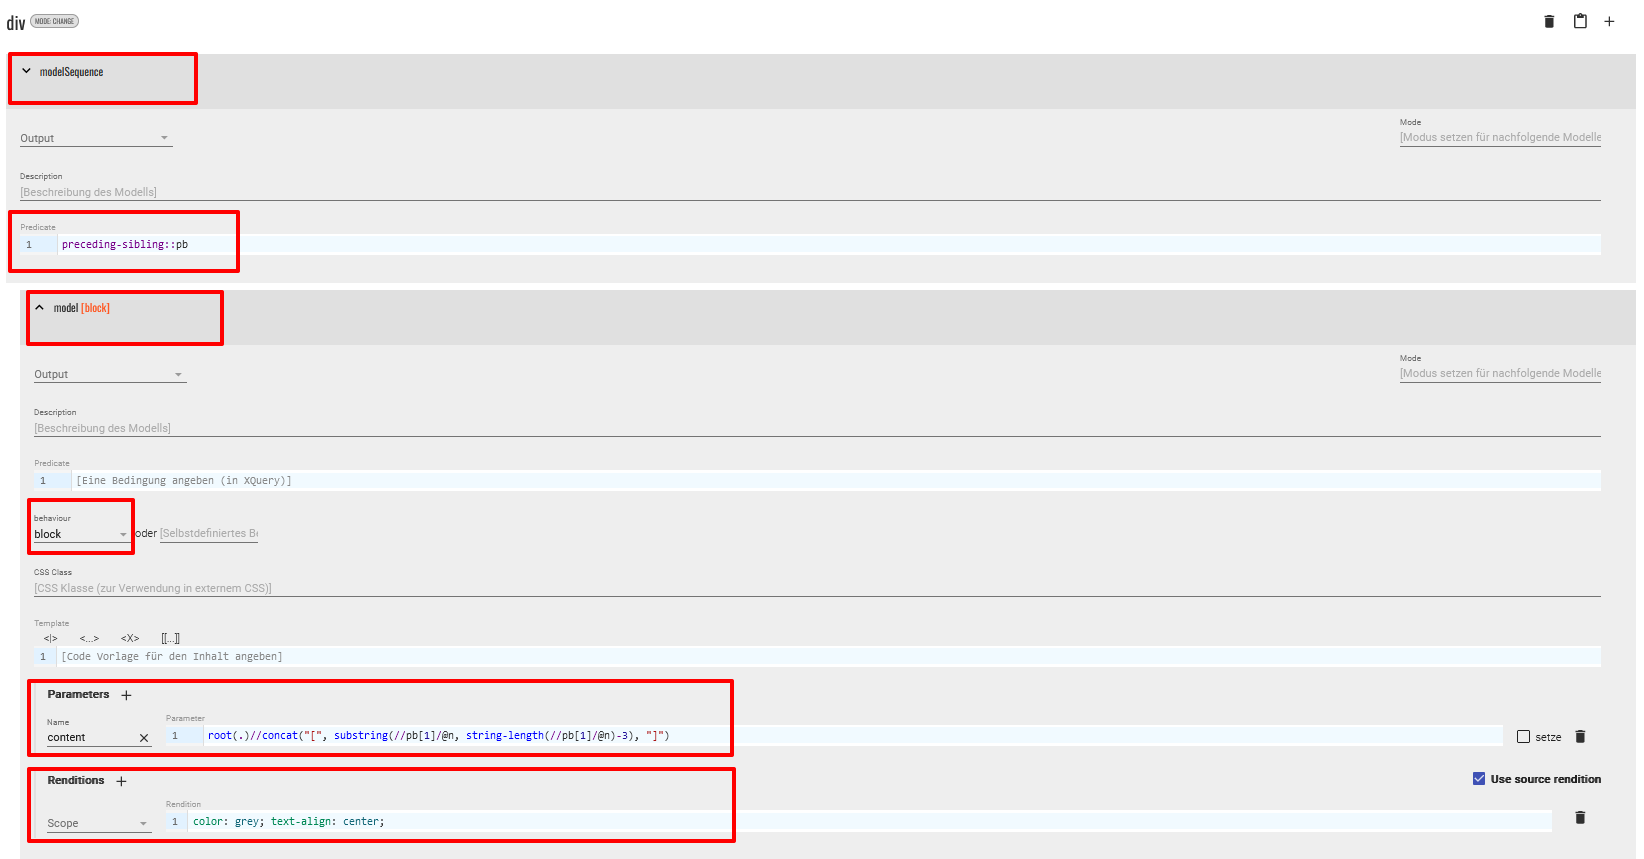 div MODE: CHANGE
modelSequence
Mode
Output [Modus setzen für nachfolgende Modelle
Description
[Beschreibung des Modells]
Predicate
1 preceding-sibling::pb
model [block]
Mode
Output [Modus setzen für nachfolgende Modelle
Description
[Beschreibung des Modells]
Predicate
1 [Eine Bedingung angeben (in XQuery)]
behaviour
block oder [Selbstdefiniertes Be
CSS Class
[CSS Klasse (zur Verwendung in externem CSS)]
Template
<|> <...> <X> [[...]]
1 [Code Vorlage für den Inhalt angeben]
Parameters +
Name Parameter
content 1 root(.)//concat("[", substring(//pb[1]/@n, string-length(//pb[1]/@n)-3), "]") setze
Renditions + Use source rendition
Rendition
Scope 1 color: grey; text-align: center;